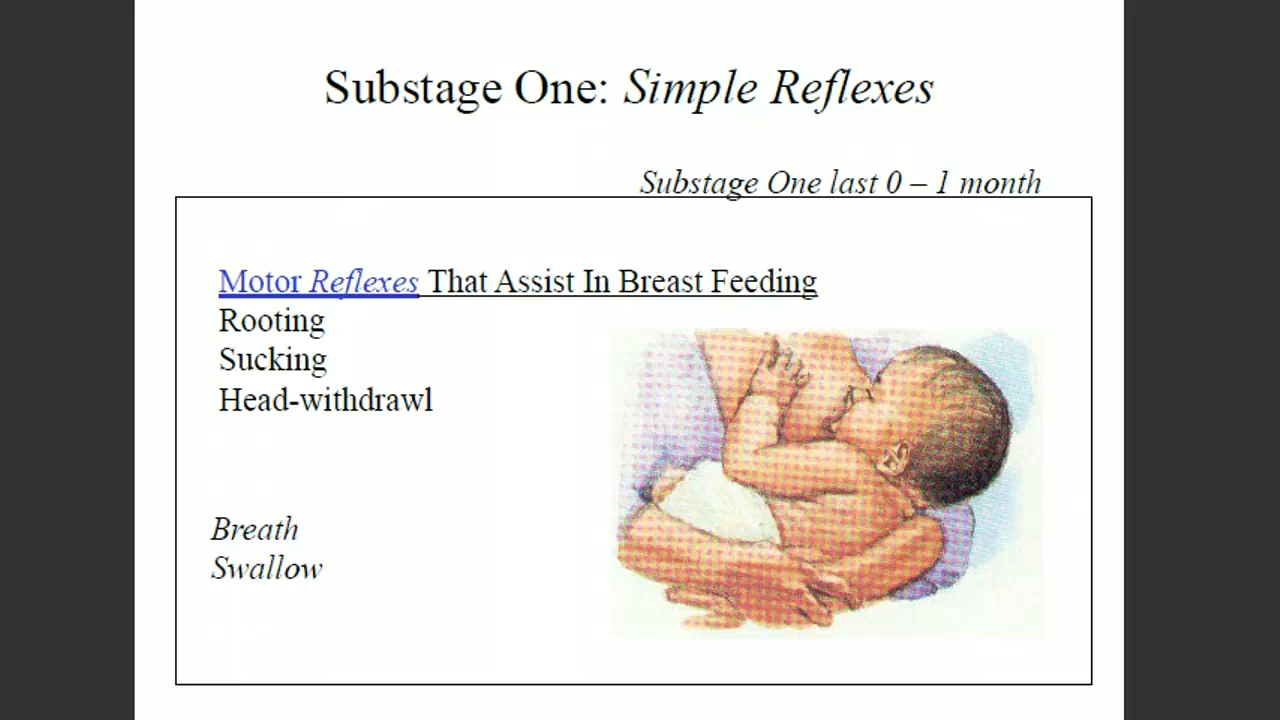 Substage One: Simple Reflexes
Substage One last 0 – 1 month
Motor Reflexes That Assist In Breast Feeding
Rooting
Sucking
Head-withdrawl
Breath
Swallow